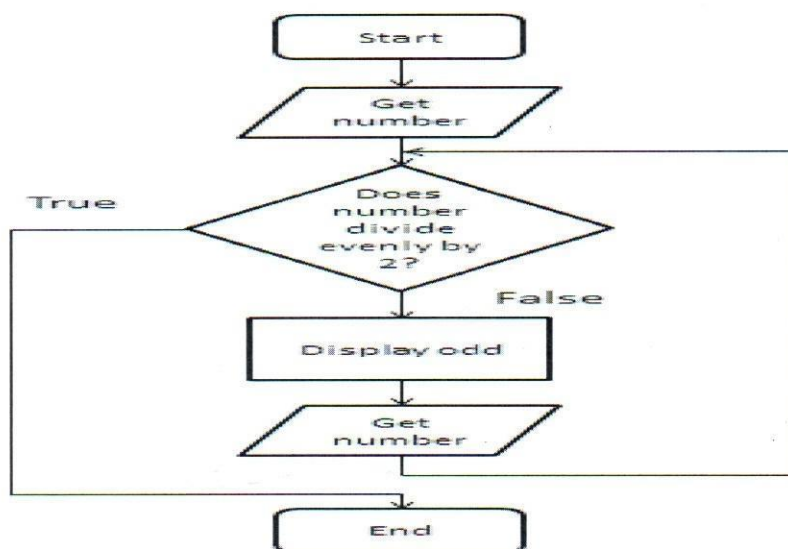 Start
Get
number
Does
number
divide
evenly by
2?
True
False
Display odd
Get
number
End